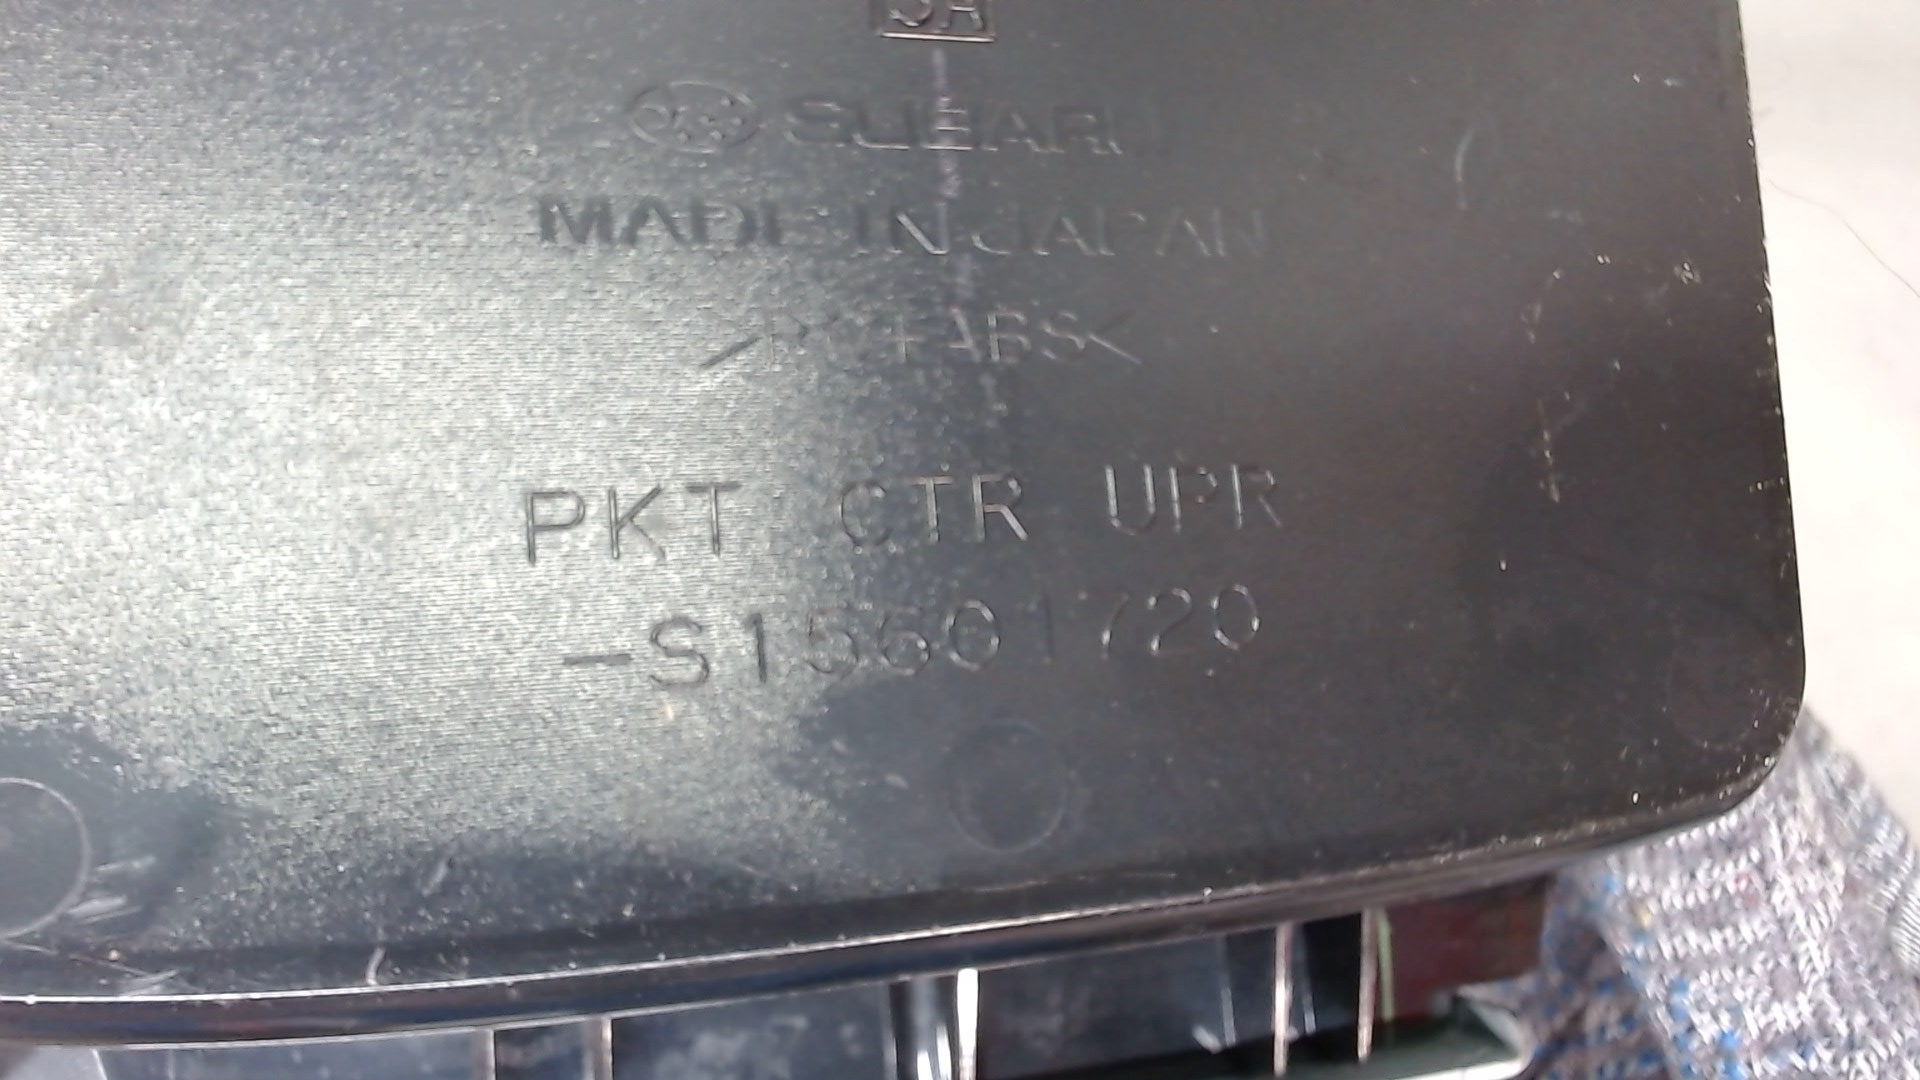 SUBARU
MADE IN JAPAN
>PC+ABS<
PKT CTR UPR
-S15601720